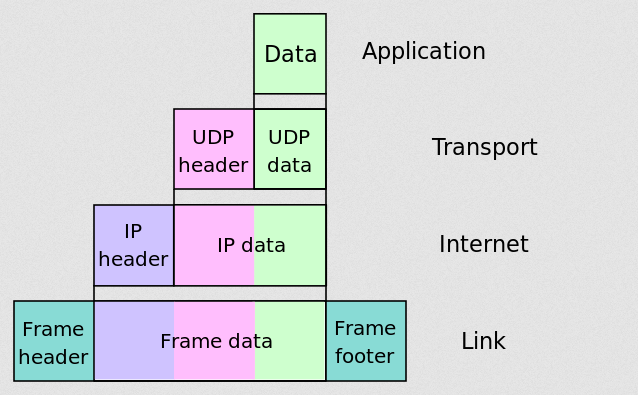 Data
Application
UDP
header
UDP
data
Transport
IP
header
IP data
Internet
Frame
header
Frame data
Frame
footer
Link